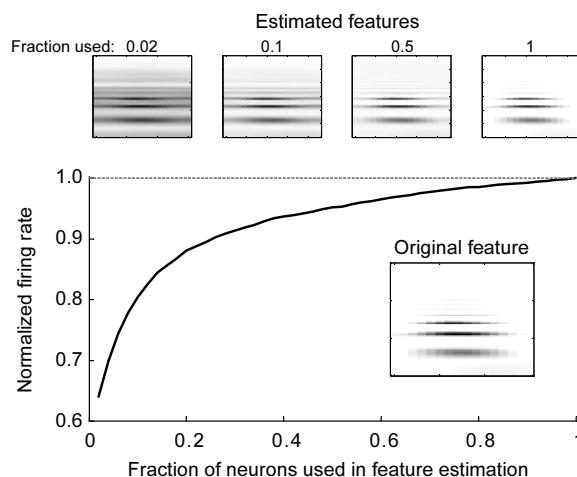 Estimated features
Fraction used: 0.02 0.1 0.5 1
1.0
0.9
0.8
0.7
0.6
Normalized firing rate
Original feature
0 0.2 0.4 0.6 0.8 1
Fraction of neurons used in feature estimation